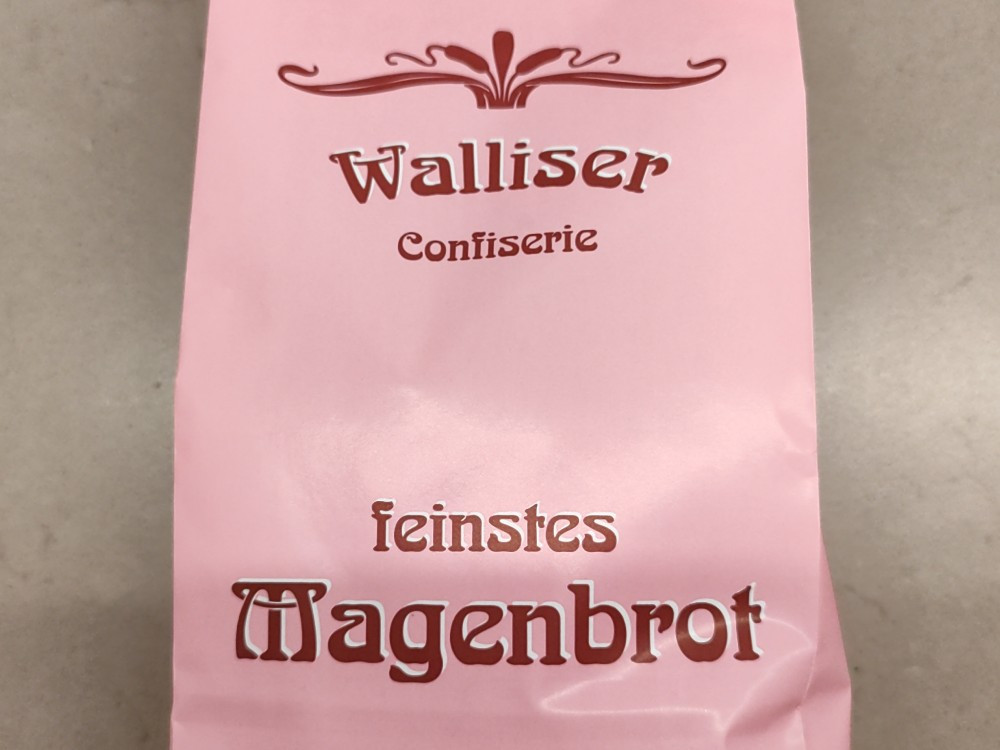 Walliser
Confiserie
feinstes
Magenbrot